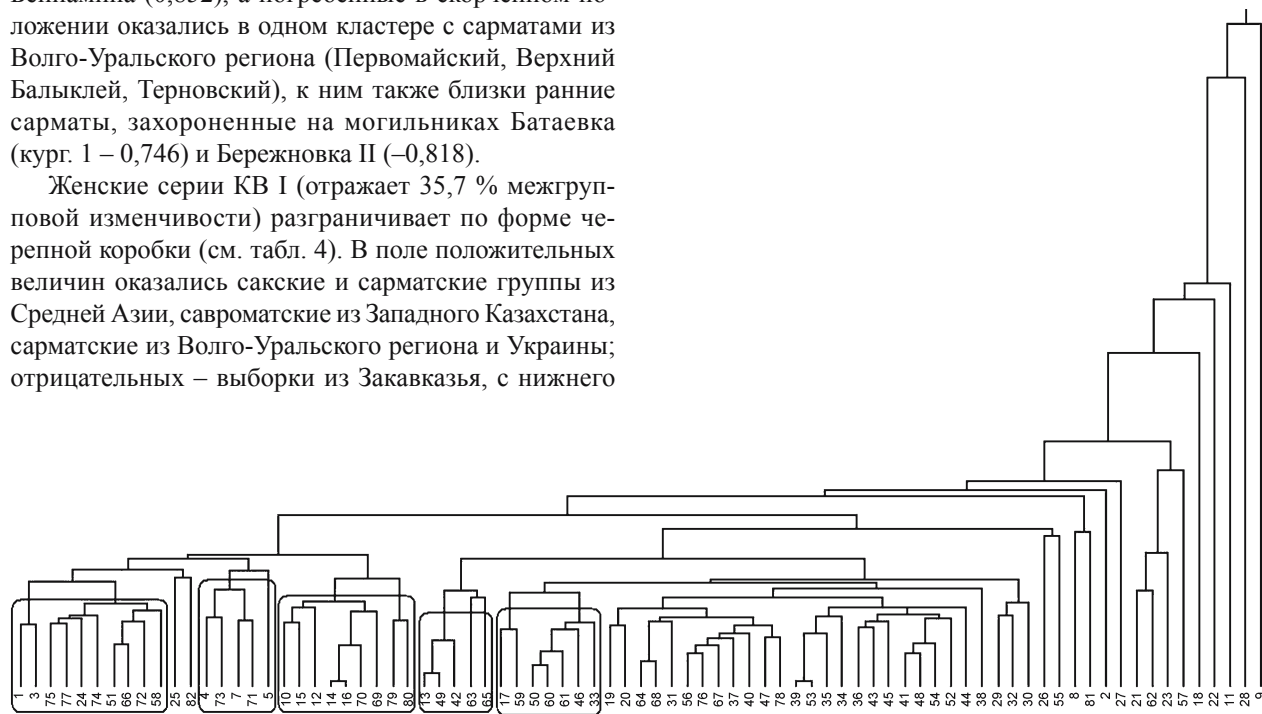 ложении оказались в одном кластере с сарматами из
Волго-Уральского региона (Первомайский, Верхний
Балыклей, Терновский), к ним также близки ранние
сарматы, захороненные на могильниках Батаевка
(кург. 1 – 0,746) и Бережновка II (–0,818).
Женские серии КВ I (отражает 35,7 % межгруп-
повой изменчивости) разграничивает по форме че-
репной коробки (см. табл. 4). В поле положительных
величин оказались сакские и сарматские группы из
Средней Азии, савроматские из Западного Казахстана,
сарматские из Волго-Уральского региона и Украины;
отрицательных – выборки из Закавказья, с нижнего
1 3 75 77 24 74 51 66 72 58 25 82 4 73 7 71 5 10 15 12 14 16 70 69 79 80 13 49 42 63 65 17 59 50 60 61 46 33 19 20 64 68 31 56 76 67 37 40 47 78 39 53 35 34 36 43 45 41 48 54 52 44 38 29 32 30 26 55 8 81 2 27 21 62 23 57 18 22 11 28 9